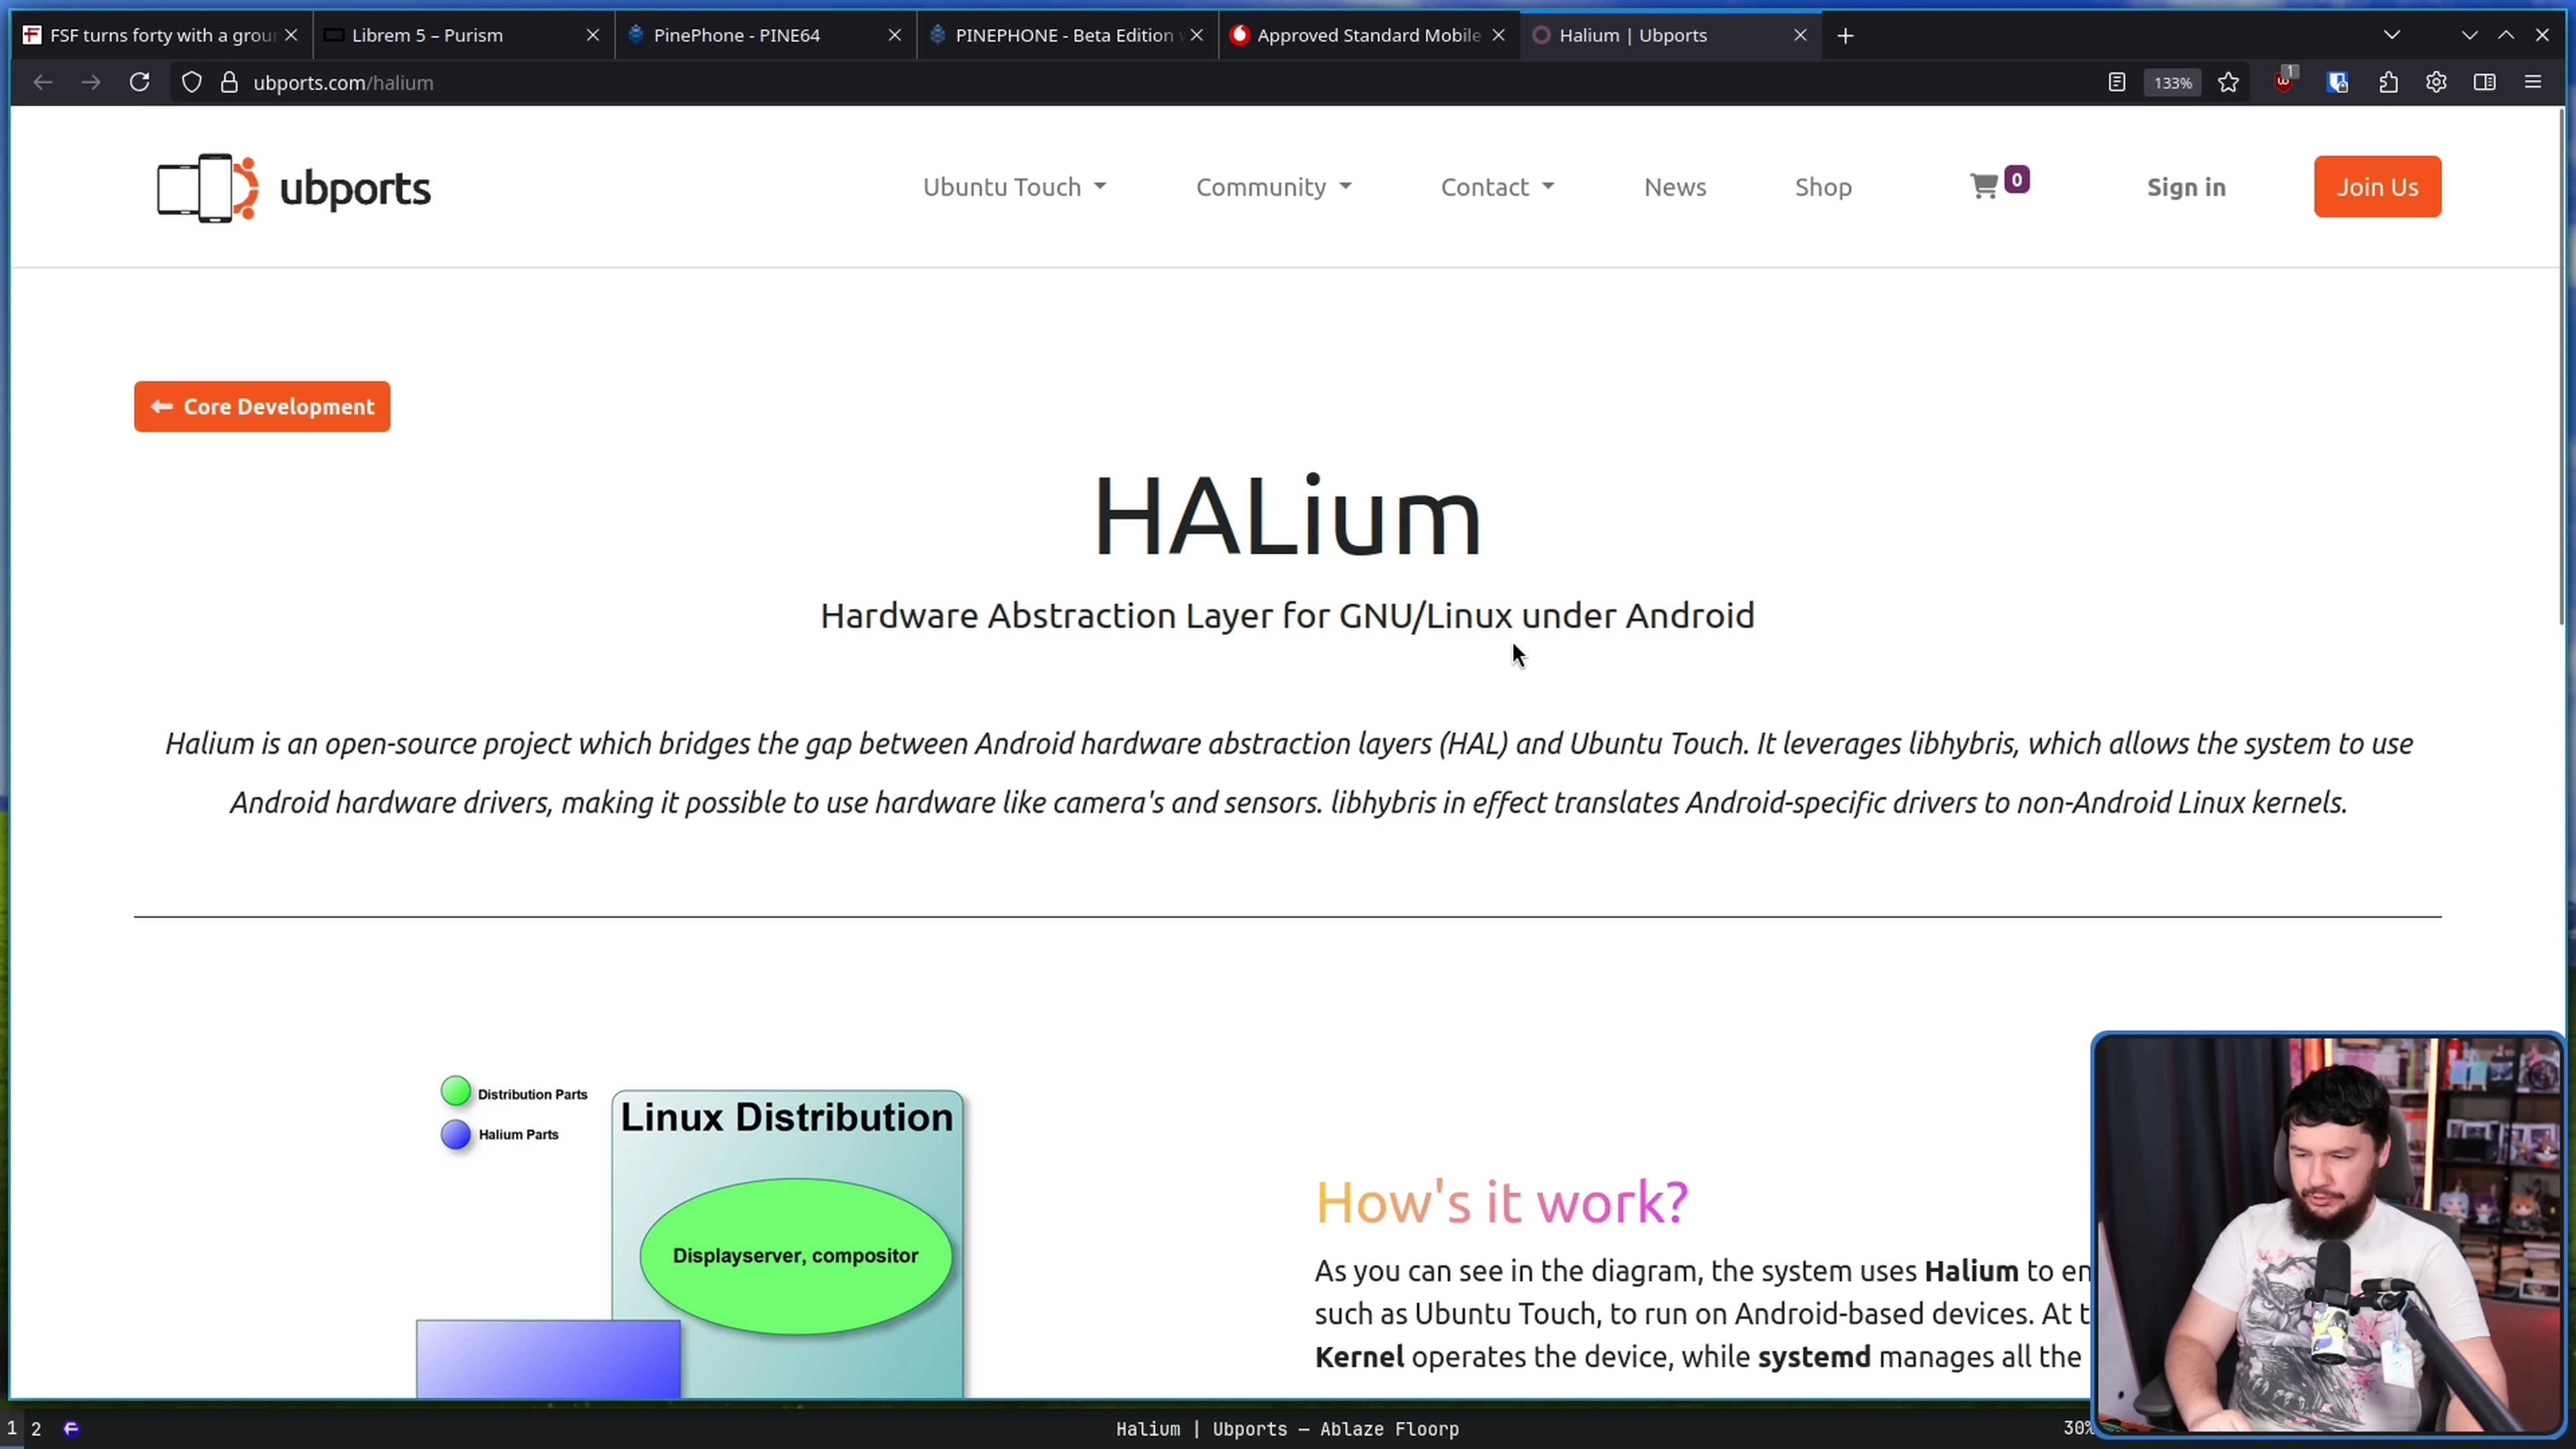 FSF turns forty with a grour
Librem 5 – Purism
PinePhone - PINE64
PINEPHONE - Beta Edition
Approved Standard Mobile
Halium | Ubports
ubports.com/halium
133%
1
ubports
Ubuntu Touch
Community
Contact
News
Shop
0
Sign in
Join Us
Core Development
HALium
Hardware Abstraction Layer for GNU/Linux under Android
Halium is an open-source project which bridges the gap between Android hardware abstraction layers (HAL) and Ubuntu Touch. It leverages libhybris, which allows the system to use
Android hardware drivers, making it possible to use hardware like camera's and sensors. libhybris in effect translates Android-specific drivers to non-Android Linux kernels.
Distribution Parts
Halium Parts
Linux Distribution
Displayserver, compositor
How's it work?
As you can see in the diagram, the system uses Halium to en
such as Ubuntu Touch, to run on Android-based devices. At t
Kernel operates the device, while systemd manages all the
1 2
Halium | Ubports — Ablaze Floorp
30%